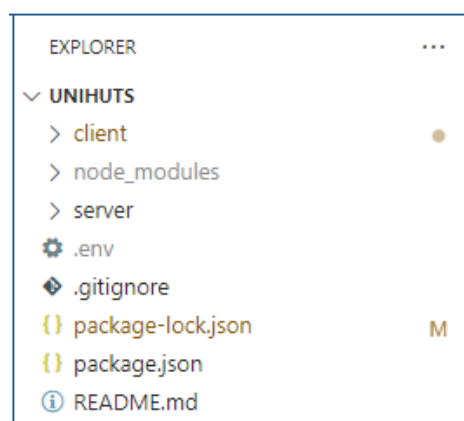 EXPLORER ...
UNIHUTS
client
node_modules
server
.env
.gitignore
{} package-lock.json M
{} package.json
README.md